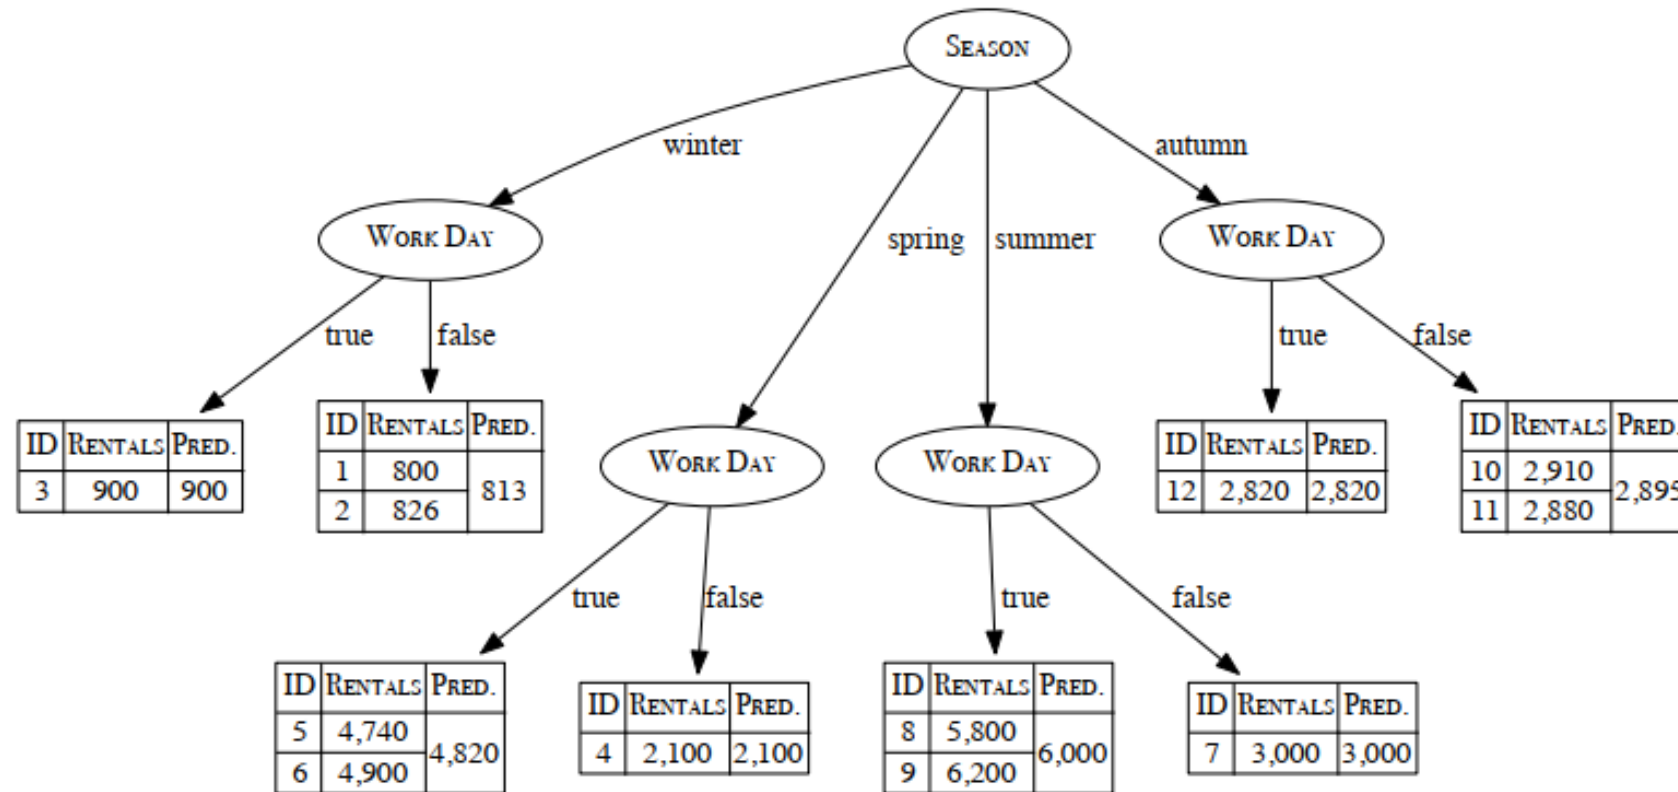 SEASON
winter
autumn
WORK DAY
spring
summer
WORK DAY
true
false
true
false
ID RENTALS PRED.
3 900 900
ID RENTALS PRED.
1 800 813
2 826
WORK DAY
WORK DAY
ID RENTALS PRED.
12 2,820 2,820
ID RENTALS PRED.
10 2,910 2,895
11 2,880
true
false
true
false
ID RENTALS PRED.
5 4,740 4,820
6 4,900
ID RENTALS PRED.
4 2,100 2,100
ID RENTALS PRED.
8 5,800 6,000
9 6,200
ID RENTALS PRED.
7 3,000 3,000